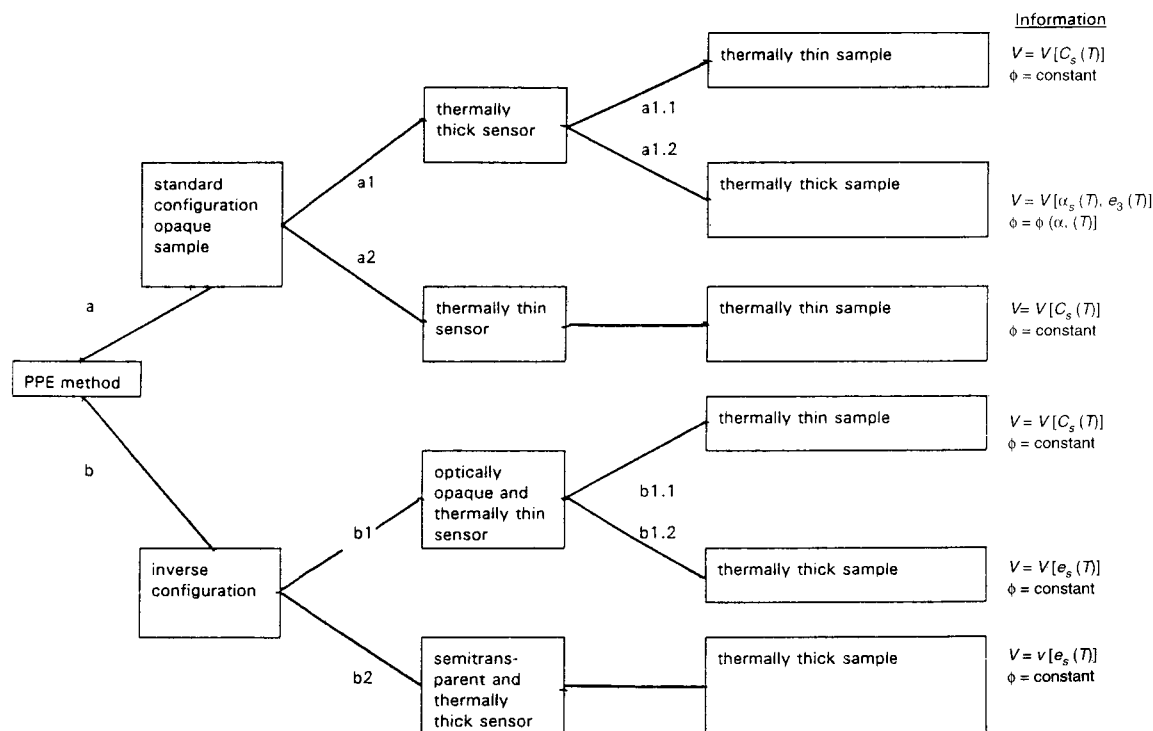 Information
thermally thin sample
V = V [C_s (T)]
ϕ = constant
thermally
thick sensor
a1.1
a1.2
standard
configuration
opaque
sample
a1
thermally thick sample
V = V [α_s (T), e_3 (T)]
ϕ = ϕ (α, (T)]
a2
a
thermally thin
sensor
thermally thin sample
V= V [C_s (T)]
ϕ = constant
PPE method
thermally thin sample
V = V [C_s (T)]
ϕ = constant
b
optically
opaque and
thermally thin
sensor
b1.1
b1.2
b1
inverse
configuration
thermally thick sample
V = V [e_s (T)]
ϕ = constant
b2
semitrans-
parent and
thermally
thick sensor
thermally thick sample
V = v [e_s (T)]
ϕ = constant